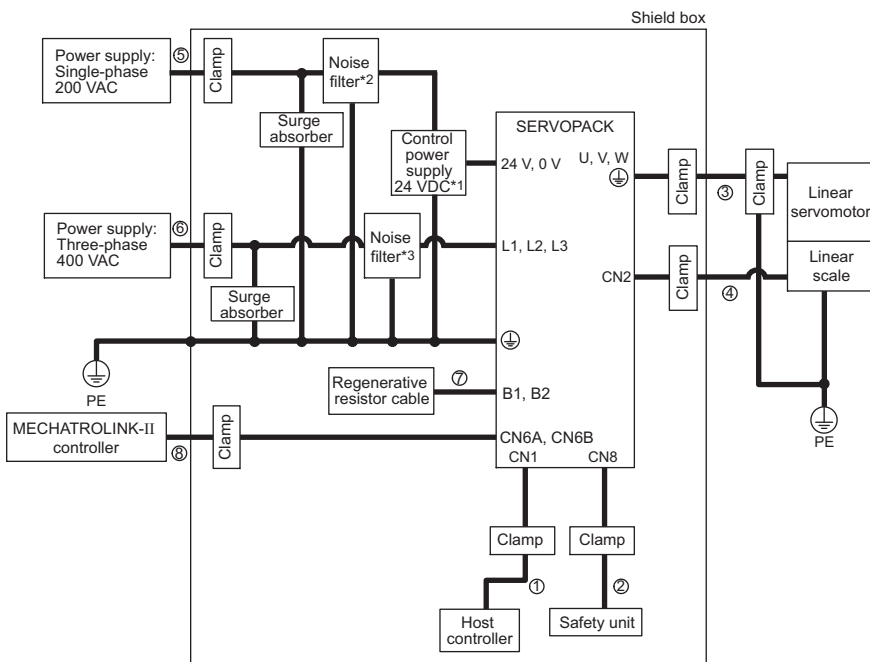 Shield box
Power supply:
Single-phase
200 VAC
⑤
Clamp
Noise
filter*2
Surge
absorber
Control
power
supply
24 VDC*1
SERVOPACK
24 V, 0 V
U, V, W
Clamp
③
Clamp
Linear
servomotor
Power supply:
Three-phase
400 VAC
⑥
Clamp
Noise
filter*3
L1, L2, L3
Surge
absorber
CN2
Clamp
④
Linear
scale
PE
PE
Regenerative
resistor cable
⑦
B1, B2
MECHATROLINK-II
controller
⑧
Clamp
CN6A, CN6B
CN1
CN8
Clamp
Clamp
①
②
Host
controller
Safety unit